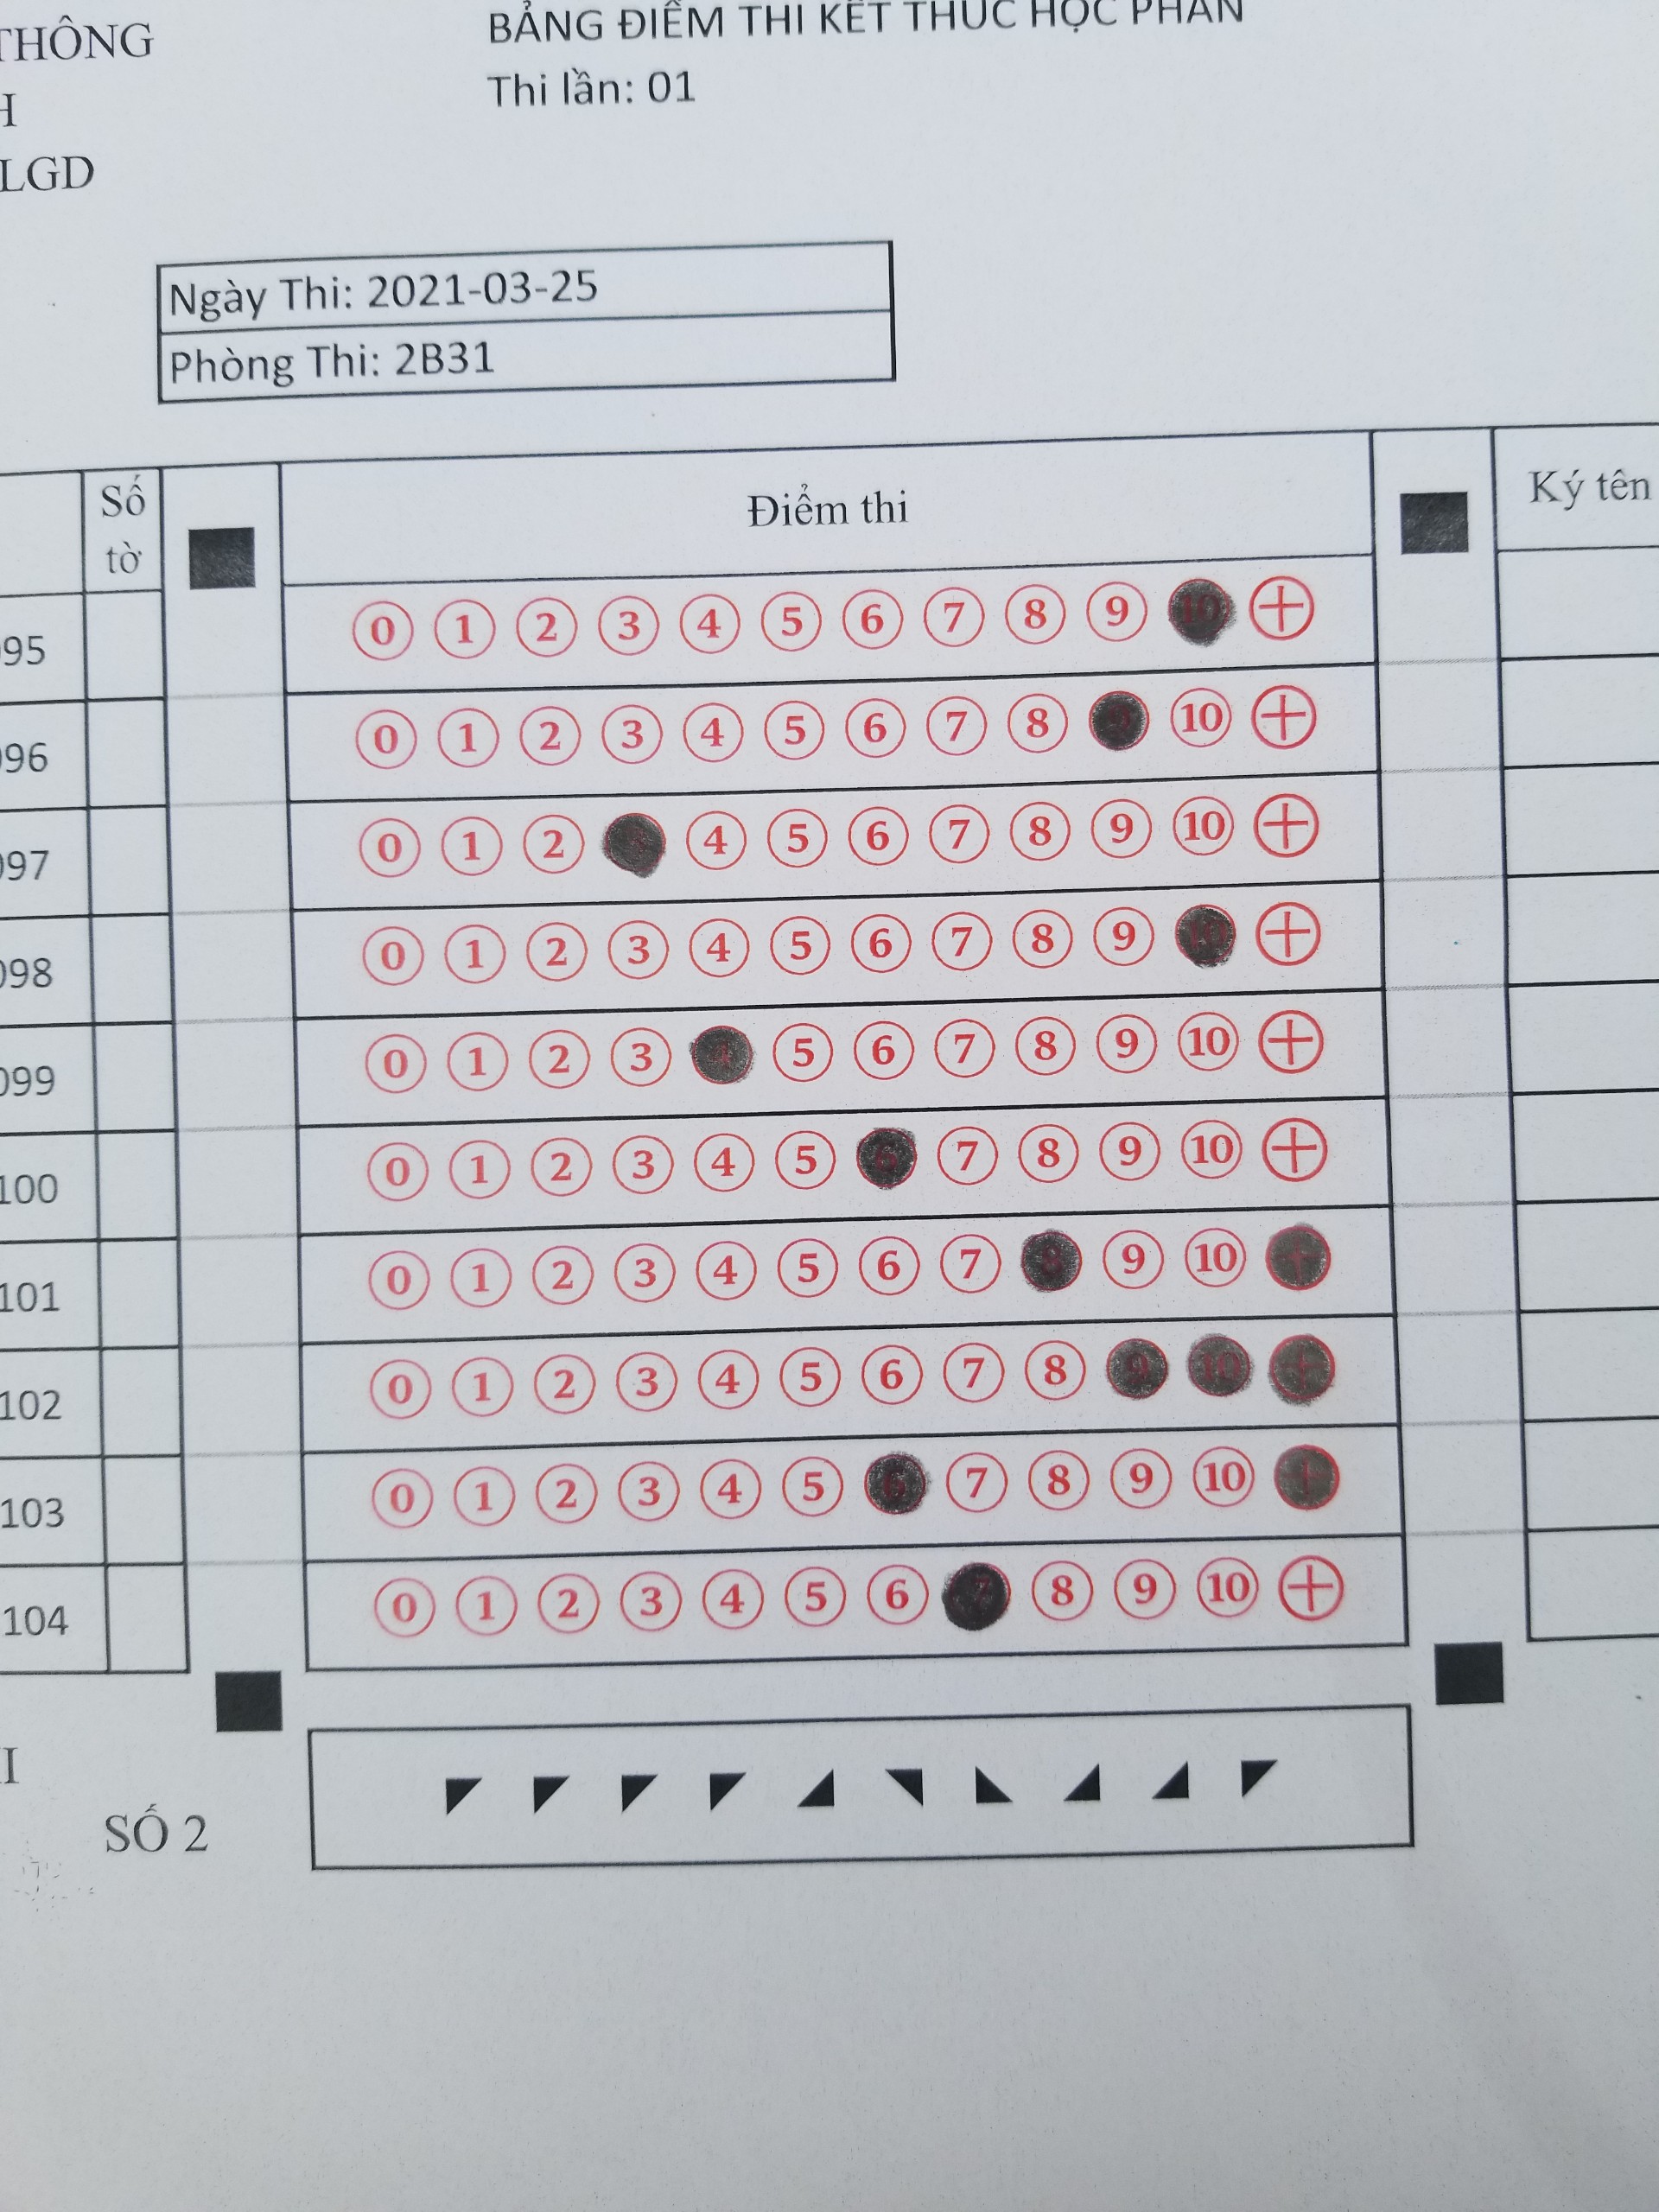 THÔNG
BẢNG ĐIỂM THI KẾT THÚC HỌC PHẦN
H
Thi lần: 01
LGD
Ngày Thi: 2021-03-25
Phòng Thi: 2B31
Số tờ
Điểm thi
Ký tên
095 0 1 2 3 4 5 6 7 8 9 10 +
096 0 1 2 3 4 5 6 7 8 9 10 +
097 0 1 2 3 4 5 6 7 8 9 10 +
098 0 1 2 3 4 5 6 7 8 9 10 +
099 0 1 2 3 4 5 6 7 8 9 10 +
100 0 1 2 3 4 5 6 7 8 9 10 +
101 0 1 2 3 4 5 6 7 8 9 10 +
102 0 1 2 3 4 5 6 7 8 9 10 +
103 0 1 2 3 4 5 6 7 8 9 10 +
104 0 1 2 3 4 5 6 7 8 9 10 +
I
SỐ 2